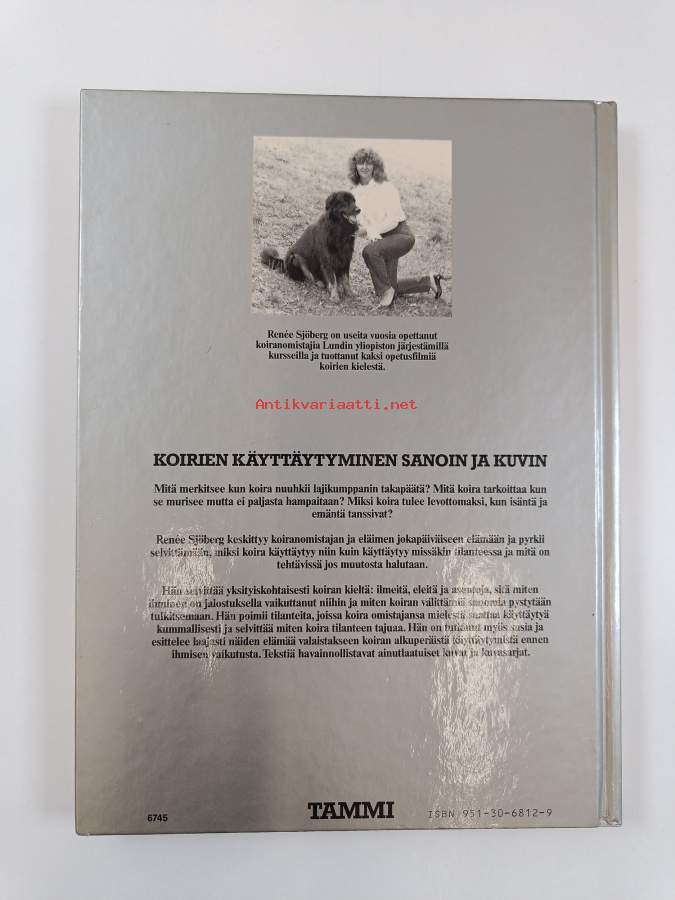 Renée Sjöberg on useita vuosia opettanut
koiranomistajia Lundin yliopiston järjestämillä
kursseilla ja tuottanut kaksi opetusfilmiä
koirien kielestä.
Antikvariaatti.net
KOIRIEN KÄYTTÄYTYMINEN SANOIN JA KUVIN
Mitä merkitsee kun koira nuuhkii lajikumppanin takapäätä? Mitä koira tarkoittaa kun
se murisee mutta ei paljasta hampaitaan? Miksi koira tulee levottomaksi, kun isäntä ja
emäntä tanssivat?
Renée Sjöberg keskittyy koiranomistajan ja eläimen jokapäiväiseen elämään ja pyrkii
selvittämään, miksi koira käyttäytyy niin kuin käyttäytyy missäkin tilanteessa ja mitä on
tehtävissä jos muutosta halutaan.
Hän selvittää yksityiskohtaisesti koiran kieltä: ilmeitä, eleitä ja asentoja, sitä miten
ihminen on jalostuksella vaikuttanut niihin ja miten koiran välittämiä sanomia pystytään
tulkitsemaan. Hän poimii tilanteita, joissa koira omistajansa mielestä saattaa käyttäytyä
kummallisesti ja selvittää miten koira tilanteen tajuaa. Hän on tutkinut myös susia ja
esittelee laajasti näiden elämää valaistakseen koiran alkuperäistä käyttäytymistä ennen
ihmisen vaikutusta. Tekstiä havainnollistavat ainutlaatuiset kuvat ja kuvasarjat.
6745
TAMMI
ISBN 951-30-6812-9